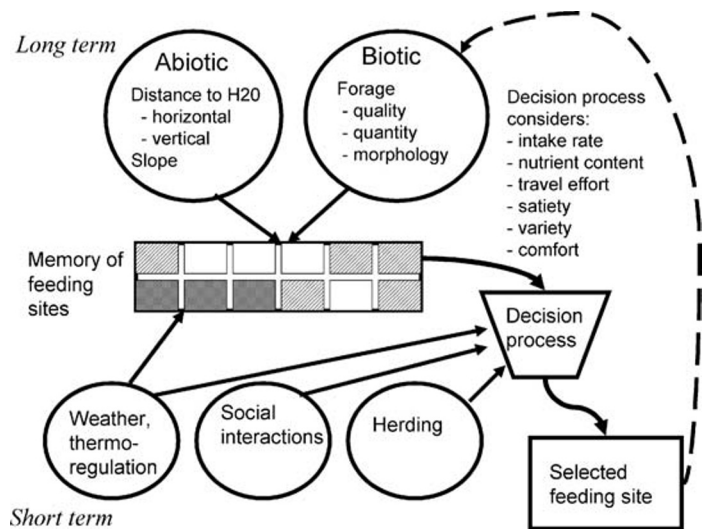 Long term
Abiotic
Distance to H20
- horizontal
- vertical
Slope
Biotic
Forage
- quality
- quantity
- morphology
Decision process
considers:
- intake rate
- nutrient content
- travel effort
- satiety
- variety
- comfort
Memory of
feeding
sites
Decision
process
Weather,
thermo-
regulation
Social
interactions
Herding
Selected
feeding site
Short term